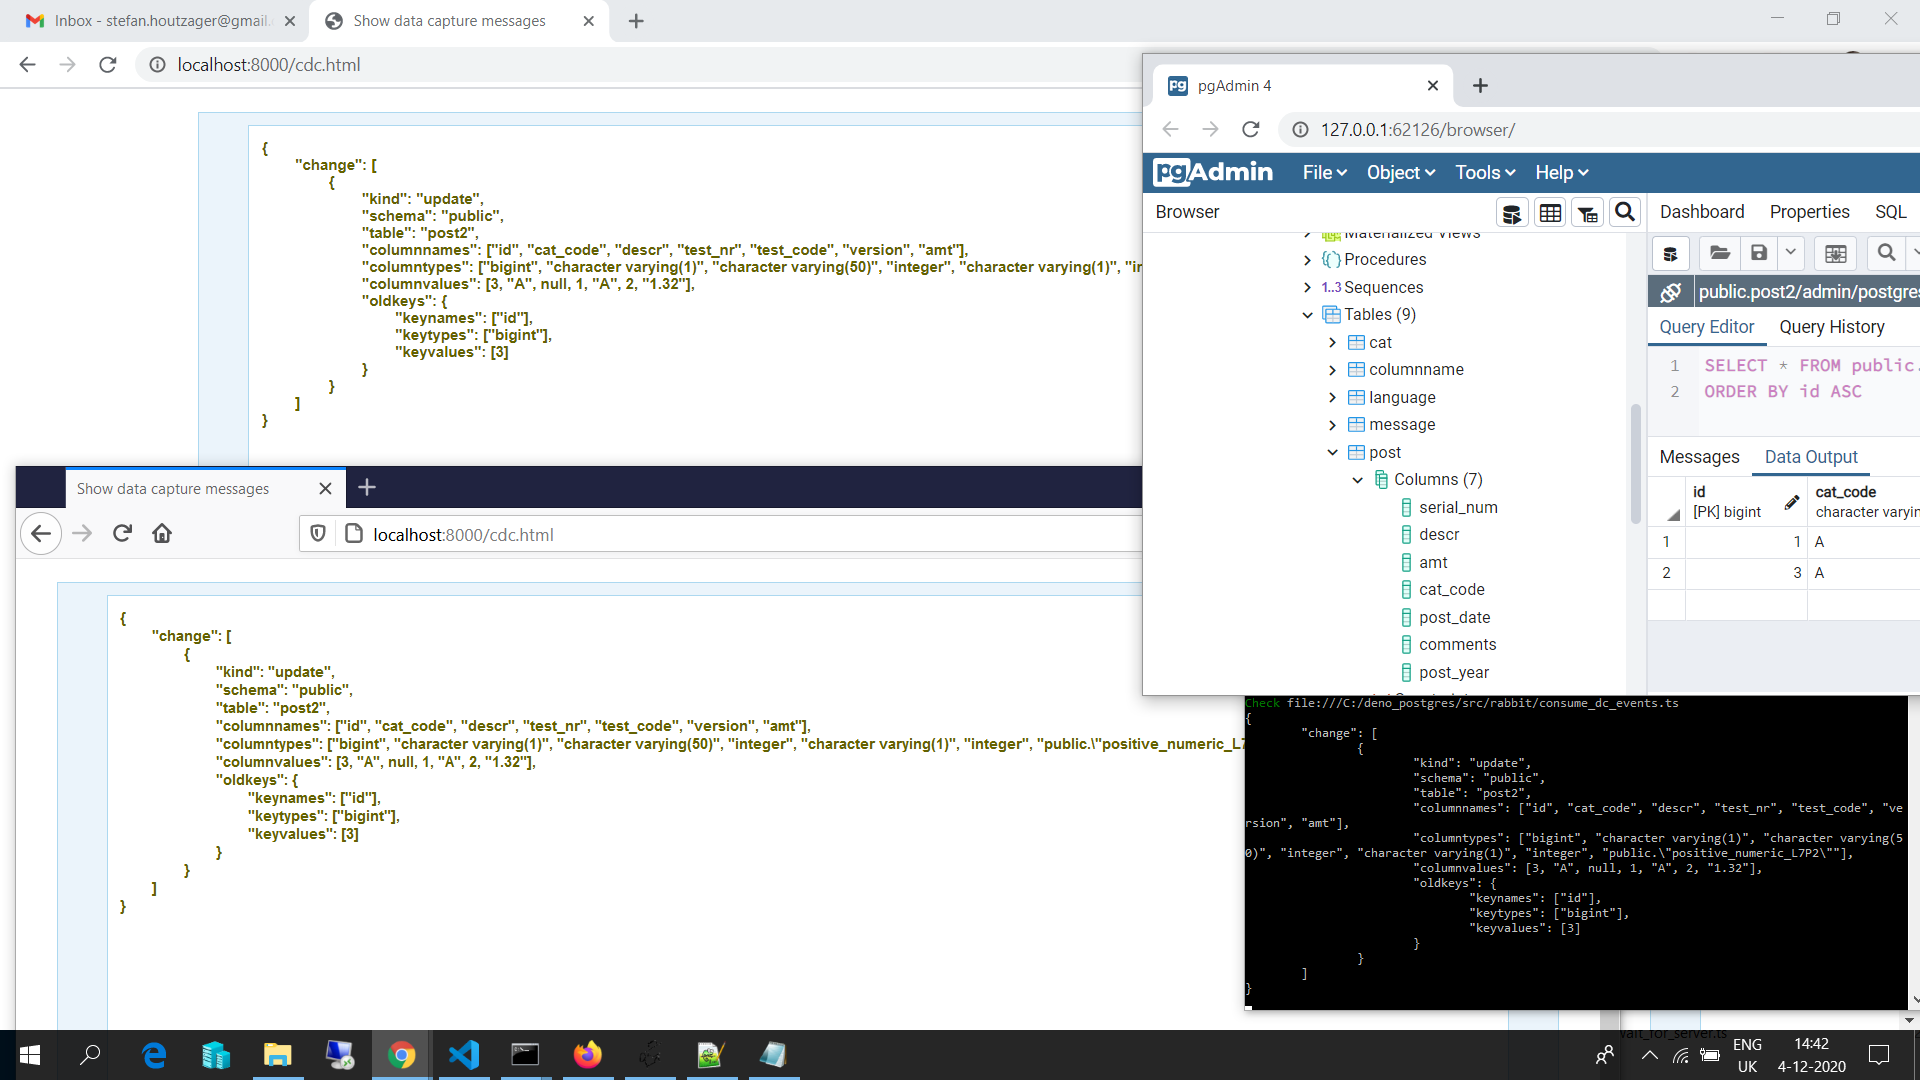 Inbox - stefan.houtzager@gmail.
Show data capture messages
localhost:8000/cdc.html
{
"change": [
{
"kind": "update",
"schema": "public",
"table": "post2",
"columnnames": ["id", "cat_code", "descr", "test_nr", "test_code", "version", "amt"],
"columntypes": ["bigint", "character varying(1)", "character varying(50)", "integer", "character varying(1)", "in
"columnvalues": [3, "A", null, 1, "A", 2, "1.32"],
"oldkeys": {
"keynames": ["id"],
"keytypes": ["bigint"],
"keyvalues": [3]
}
}
]
}
pgAdmin 4
127.0.0.1:62126/browser/
pgAdmin
File
Object
Tools
Help
Browser
Dashboard
Properties
SQL
Materialized Views
Procedures
1..3 Sequences
Tables (9)
cat
columnname
language
message
post
Columns (7)
serial_num
descr
amt
cat_code
post_date
comments
post_year
public.post2/admin/postgres
Query Editor
Query History
1 SELECT * FROM public.
2 ORDER BY id ASC
Messages
Data Output
id
[PK] bigint
cat_code
character varyin
1 1 A
2 3 A
Show data capture messages
localhost:8000/cdc.html
{
"change": [
{
"kind": "update",
"schema": "public",
"table": "post2",
"columnnames": ["id", "cat_code", "descr", "test_nr", "test_code", "version", "amt"],
"columntypes": ["bigint", "character varying(1)", "character varying(50)", "integer", "character varying(1)", "integer", "public.\"positive_numeric_L7
"columnvalues": [3, "A", null, 1, "A", 2, "1.32"],
"oldkeys": {
"keynames": ["id"],
"keytypes": ["bigint"],
"keyvalues": [3]
}
}
]
}
Check file:///C:/deno_postgres/src/rabbit/consume_dc_events.ts
{
"change": [
{
"kind": "update",
"schema": "public",
"table": "post2",
"columnnames": ["id", "cat_code", "descr", "test_nr", "test_code", "ve
rsion", "amt"],
"columntypes": ["bigint", "character varying(1)", "character varying(5
0)", "integer", "character varying(1)", "integer", "public.\"positive_numeric_L7P2\""],
"columnvalues": [3, "A", null, 1, "A", 2, "1.32"],
"oldkeys": {
"keynames": ["id"],
"keytypes": ["bigint"],
"keyvalues": [3]
}
}
]
}
wait_for_server.ts
ENG
UK
14:42
4-12-2020